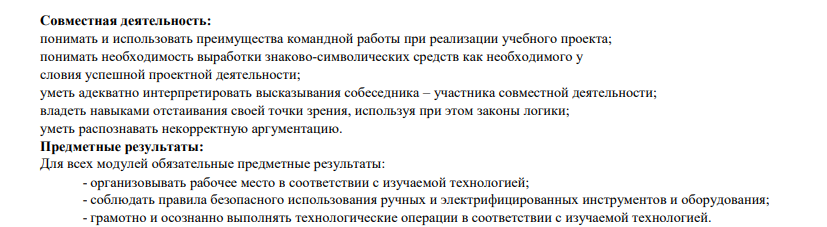 Совместная деятельность:
понимать и использовать преимущества командной работы при реализации учебного проекта;
понимать необходимость выработки знаково-символических средств как необходимого у
словия успешной проектной деятельности;
уметь адекватно интерпретировать высказывания собеседника – участника совместной деятельности;
владеть навыками отстаивания своей точки зрения, используя при этом законы логики;
уметь распознавать некорректную аргументацию.
Предметные результаты:
Для всех модулей обязательные предметные результаты:
- организовывать рабочее место в соответствии с изучаемой технологией;
- соблюдать правила безопасного использования ручных и электрифицированных инструментов и оборудования;
- грамотно и осознанно выполнять технологические операции в соответствии с изучаемой технологией.